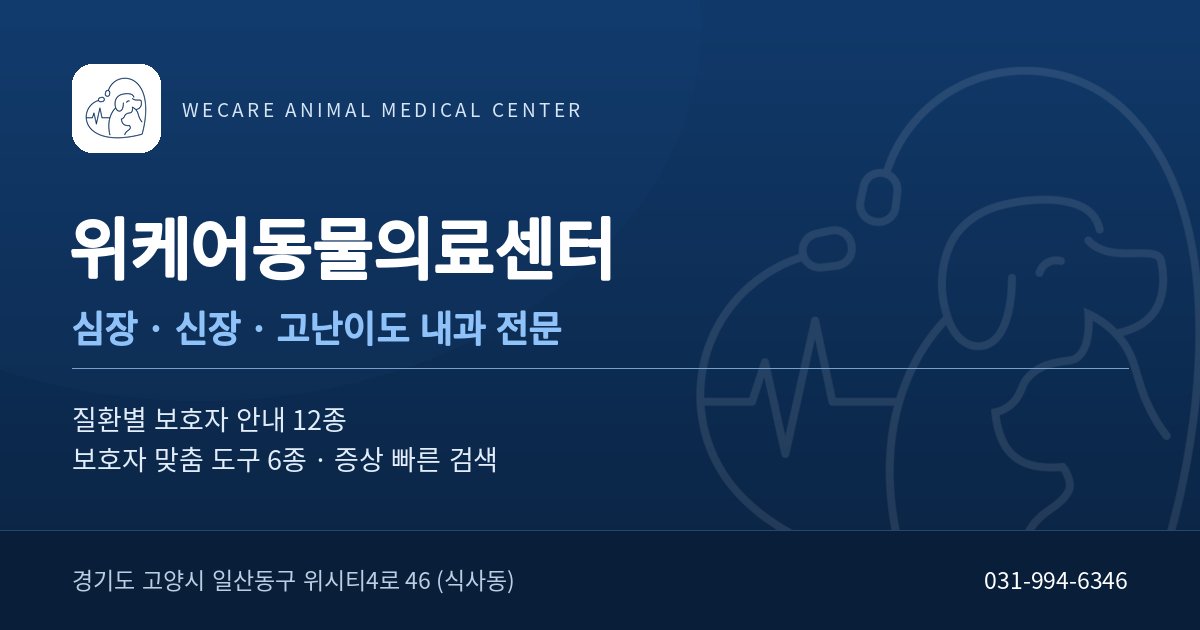 WECARE ANIMAL MEDICAL CENTER
위케어동물의료센터
심장 · 신장 · 고난이도 내과 전문
질환별 보호자 안내 12종
보호자 맞춤 도구 6종 · 증상 빠른 검색
경기도 고양시 일산동구 위시티4로 46 (식사동)
031-994-6346